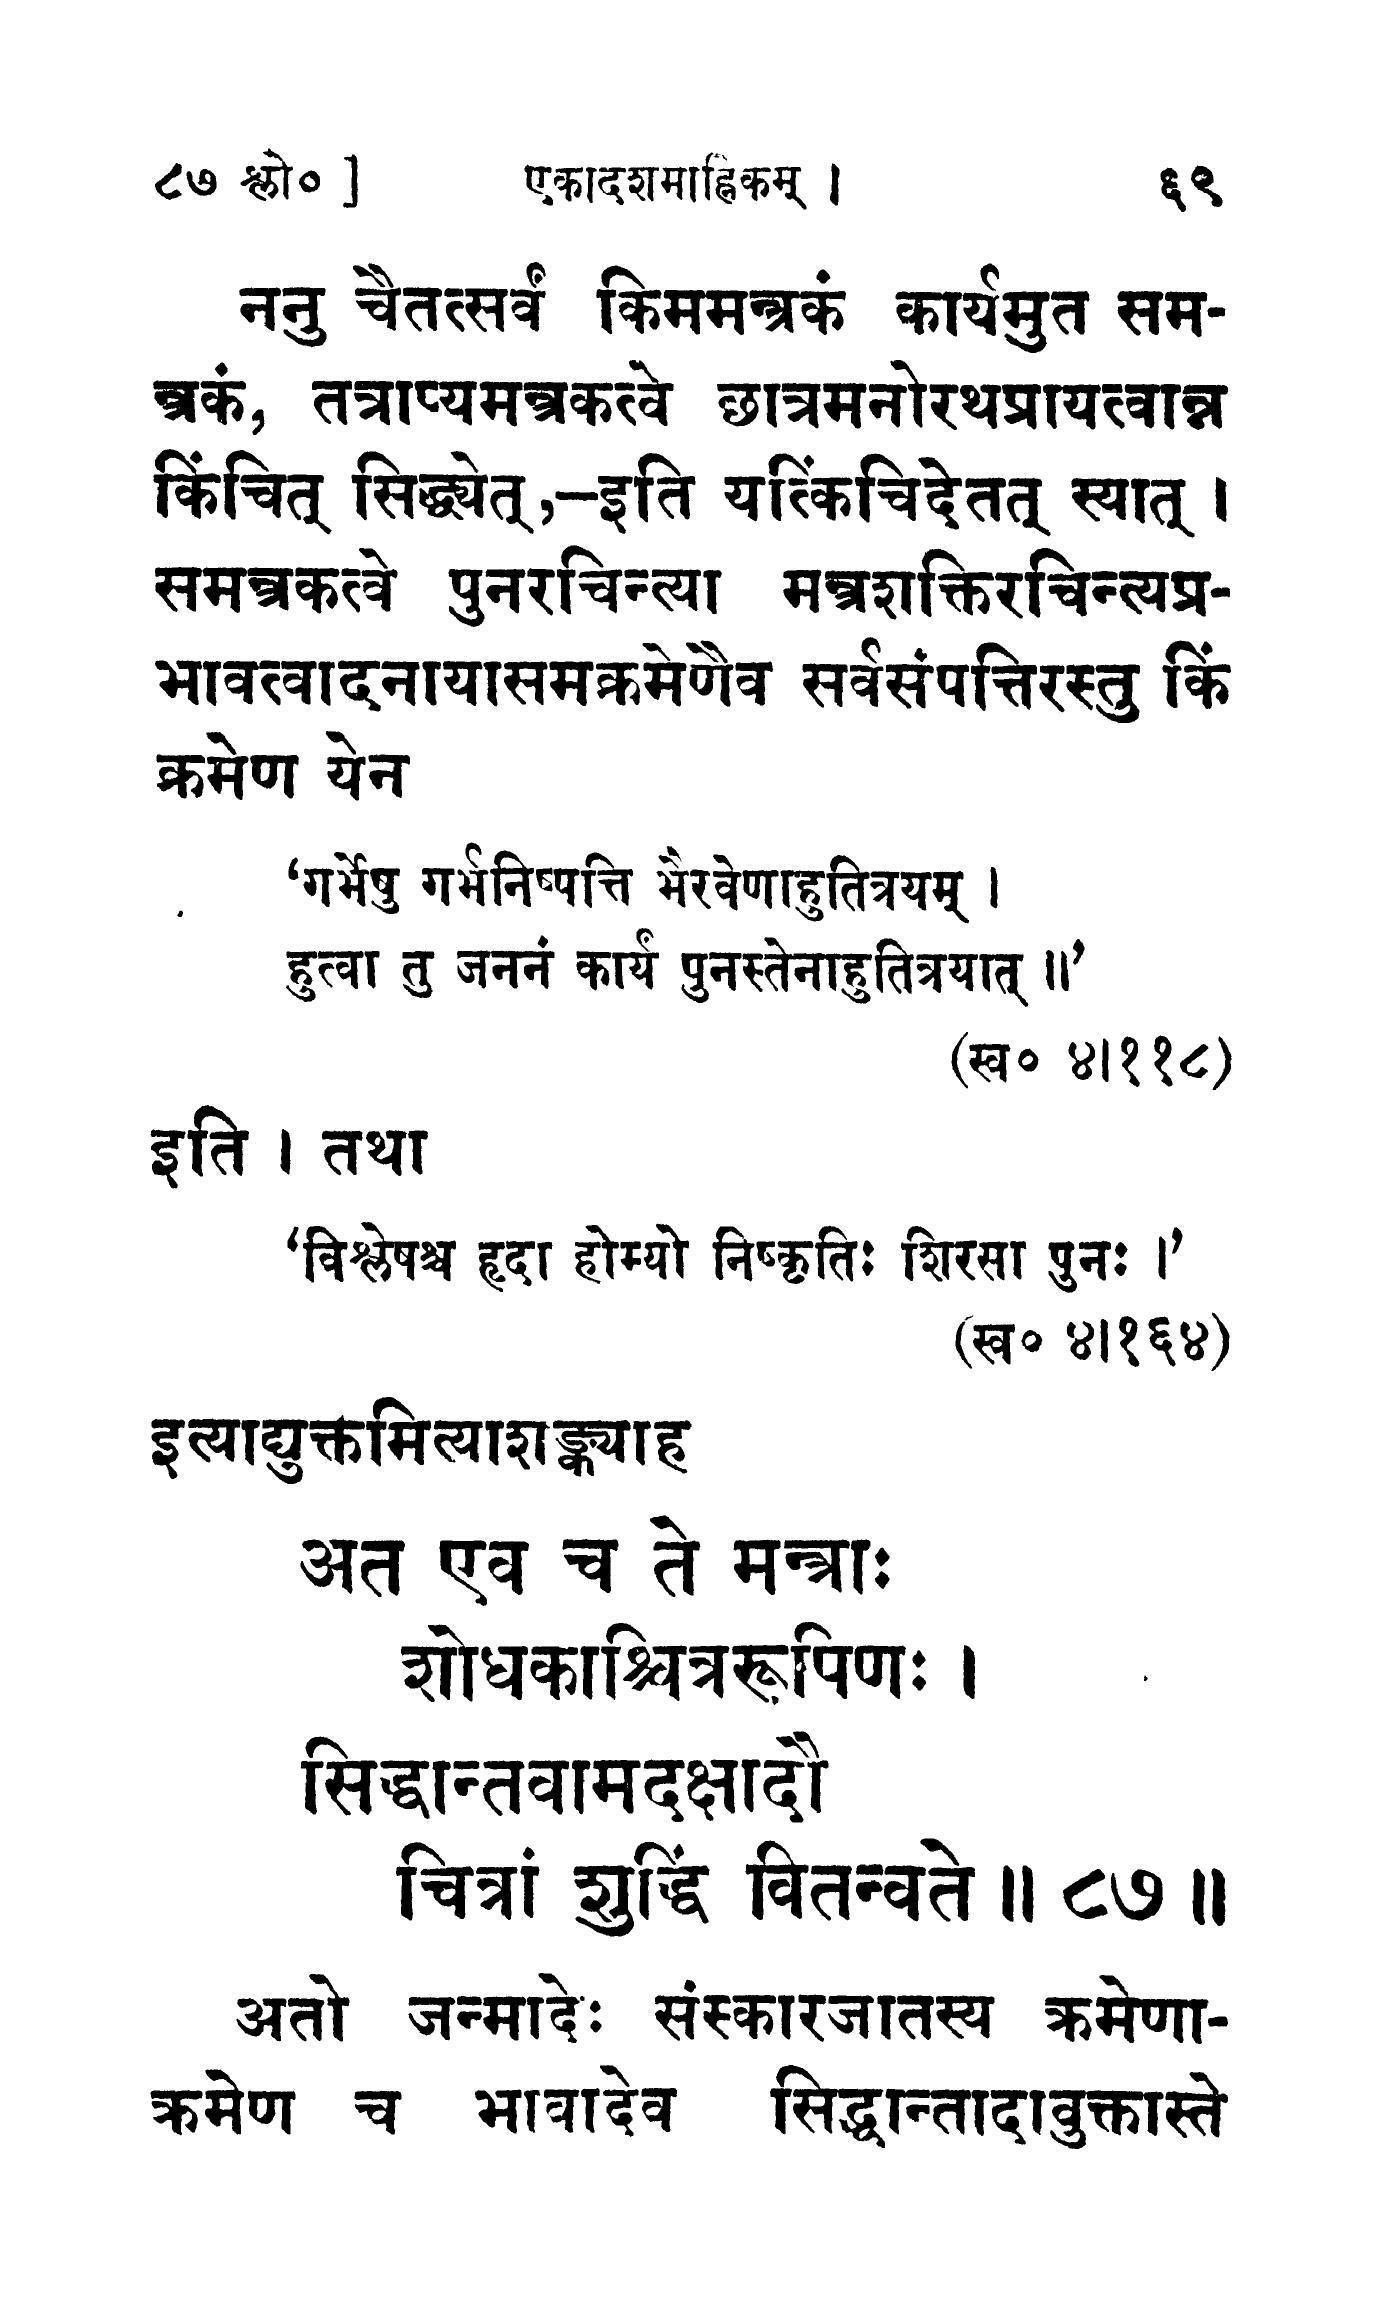 ८७ श्लो० ] एकादशमाह्निकम् । ६९
ननु चैतत्सर्वं किममन्त्रकं कार्यमुत सम-
न्त्रकं, तत्राप्यमन्त्रकत्वे छात्रमनोरथप्रायत्वान्न
किंचित् सिद्ध्येत्,–इति यत्किंचिदेतत् स्यात् ।
समन्त्रकत्वे पुनरचिन्त्या मन्त्रशक्तिरचिन्त्यप्र-
भावत्वादनायासमक्रमेणैव सर्वसंपत्तिरस्तु किं
क्रमेण येन
‘गर्भेषु गर्भनिष्पत्ति भैरवेणाहुतित्रयम् ।
हुत्वा तु जननं कार्यं पुनस्तेनाहुतित्रयात् ॥’
(स्व० ४।११८)
इति । तथा
‘विश्लेषश्च हृदा होम्यो निष्कृतिः शिरसा पुनः ।’
(स्व० ४।१६४)
इत्याद्युक्तमित्याशङ्क्याह
अत एव च ते मन्त्राः
शोधकाश्चित्ररूपिणः ।
सिद्धान्तवामदक्षादौ
चित्रां शुद्धिं वितन्वते ॥ ८७ ॥
अतो जन्मादेः संस्कारजातस्य क्रमेणा-
क्रमेण च भावादेव सिद्धान्तादावुक्तास्ते